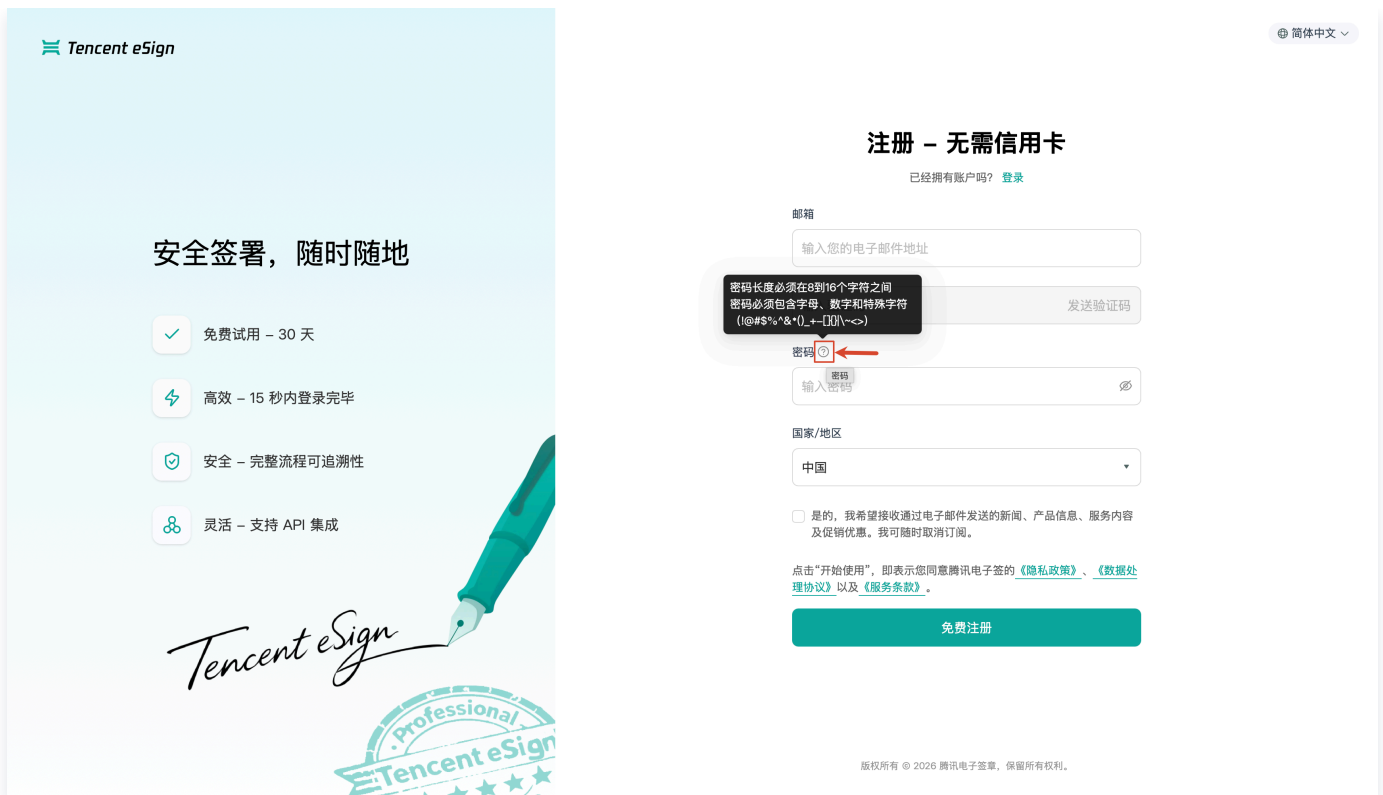 Tencent eSign
简体中文
安全签署，随时随地
免费试用 – 30 天
高效 – 15 秒内登录完毕
安全 – 完整流程可追溯性
灵活 – 支持 API 集成
Tencent eSign
Professional
Tencent eSign
注册 – 无需信用卡
已经拥有账户吗？ 登录
邮箱
输入您的电子邮件地址
密码长度必须在8到16个字符之间
密码必须包含字母、数字和特殊字符
（!@#$%^&*()_+–[]{}|\~<>)
发送验证码
密码
密码
输入密码
国家/地区
中国
是的，我希望接收通过电子邮件发送的新闻、产品信息、服务内容
及促销优惠。我可随时取消订阅。
点击“开始使用”，即表示您同意腾讯电子签的《隐私政策》、《数据处
理协议》以及《服务条款》。
免费注册
版权所有 © 2026 腾讯电子签章，保留所有权利。